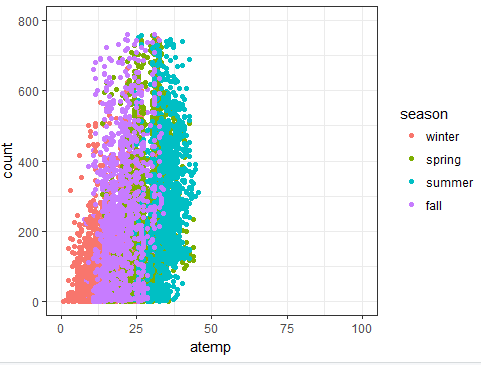 800
600
400
200
0
count
0 25 50 75 100
atemp
season
winter
spring
summer
fall